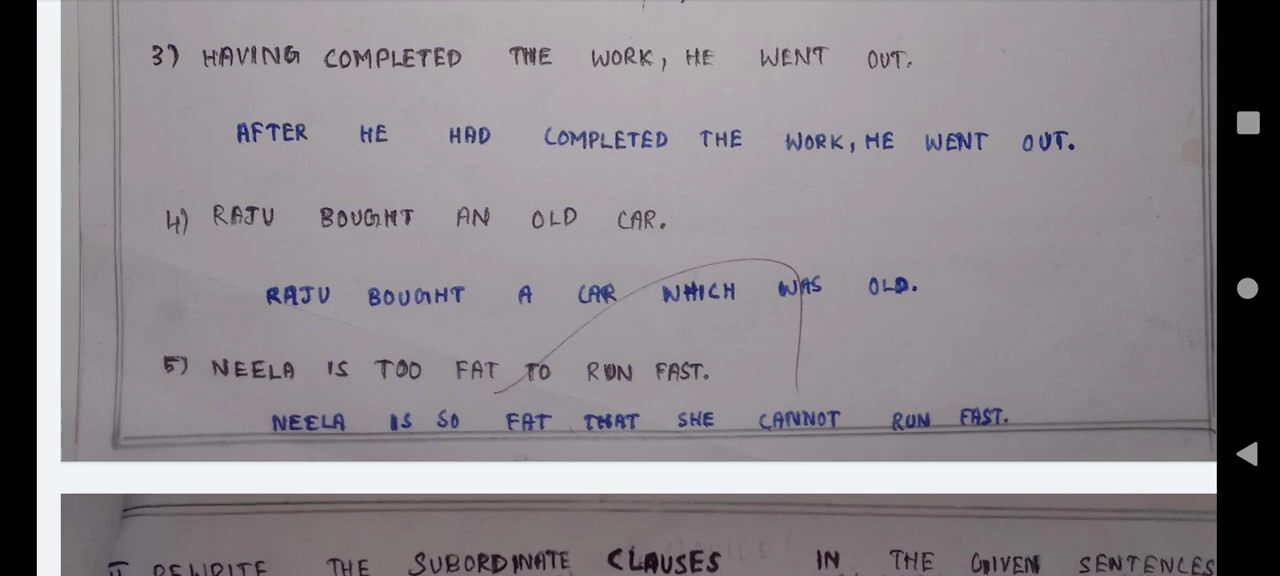 3) HAVING COMPLETED THE WORK, HE WENT OUT.
AFTER HE HAD COMPLETED THE WORK, HE WENT OUT.
4) RAJU BOUGHT AN OLD CAR.
RAJU BOUGHT A CAR WHICH WAS OLD.
5) NEELA IS TOO FAT TO RUN FAST.
NEELA IS SO FAT THAT SHE CANNOT RUN FAST.
II REWRITE THE SUBORDINATE CLAUSES IN THE GIVEN SENTENCES